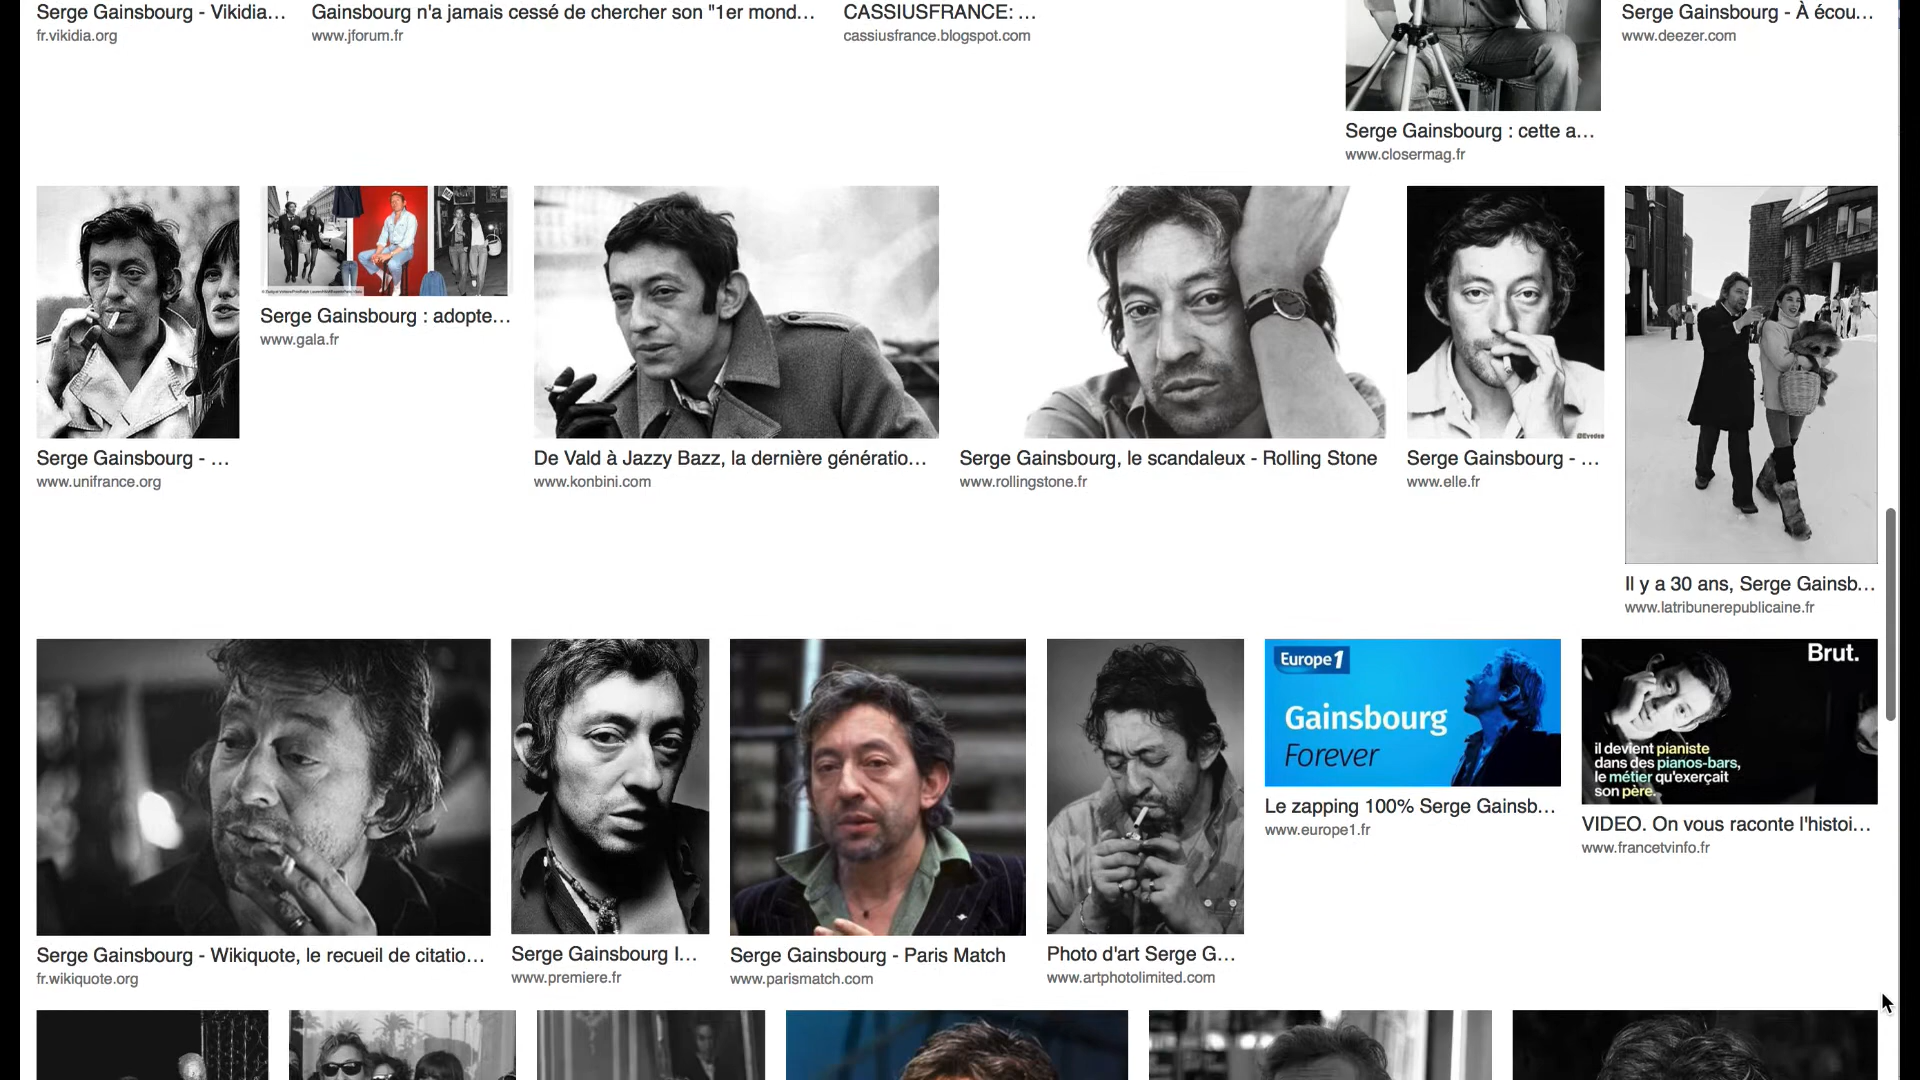 Serge Gainsbourg - Vikidia...
fr.vikidia.org
Gainsbourg n'a jamais cessé de chercher son "1er mond...
www.jforum.fr
CASSIUSFRANCE: ...
cassiusfrance.blogspot.com
Serge Gainsbourg - À écou...
www.deezer.com
Serge Gainsbourg : cette a...
www.closermag.fr
Serge Gainsbourg - ...
www.unifrance.org
Serge Gainsbourg : adopte...
www.gala.fr
De Vald à Jazzy Bazz, la dernière génératio...
www.konbini.com
Serge Gainsbourg, le scandaleux - Rolling Stone
www.rollingstone.fr
Serge Gainsbourg - ...
www.elle.fr
Il y a 30 ans, Serge Gainsb...
www.latribunerepublicaine.fr
Serge Gainsbourg - Wikiquote, le recueil de citatio...
fr.wikiquote.org
Serge Gainsbourg I...
www.premiere.fr
Serge Gainsbourg - Paris Match
www.parismatch.com
Photo d'art Serge G...
www.artphotolimited.com
Europe 1
Gainsbourg
Forever
Le zapping 100% Serge Gainsb...
www.europe1.fr
Brut.
il devient pianiste
dans des pianos-bars,
le métier qu'exerçait
son père.
VIDEO. On vous raconte l'histoi...
www.francetvinfo.fr